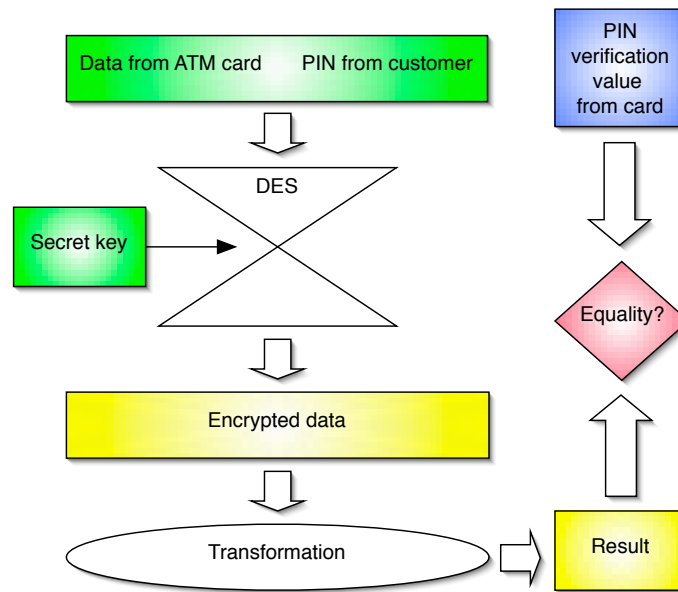 Data from ATM card
PIN from customer
PIN
verification
value
from card
DES
Secret key
Equality?
Encrypted data
Transformation
Result